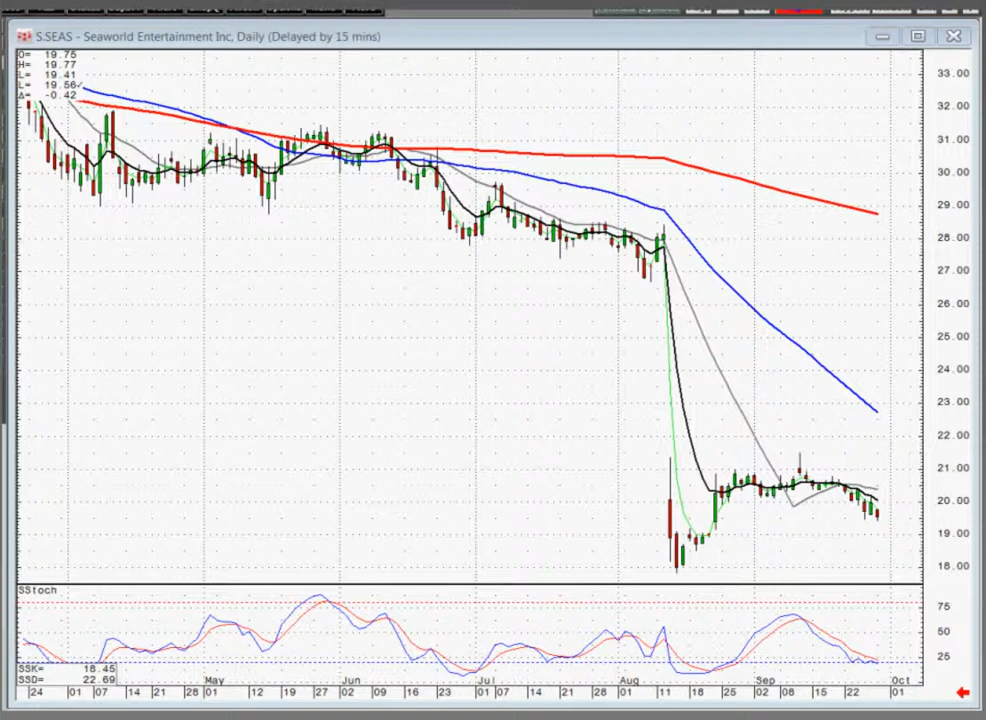 S.SEAS - Seaworld Entertainment Inc, Daily (Delayed by 15 mins)
O= 19.75
H= 19.77
L= 19.41
L= 19.56
Δ= -0.42
33.00
32.00
31.00
30.00
29.00
28.00
27.00
26.00
25.00
24.00
23.00
22.00
21.00
20.00
19.00
18.00
SStoch
75
50
25
SSK= 18.45
SSD= 22.69
May Jun Jul Aug Sep Oct
24 01 07 14 21 28 12 19 27 02 09 16 23 01 07 14 21 28 11 18 25 02 08 15 22 01